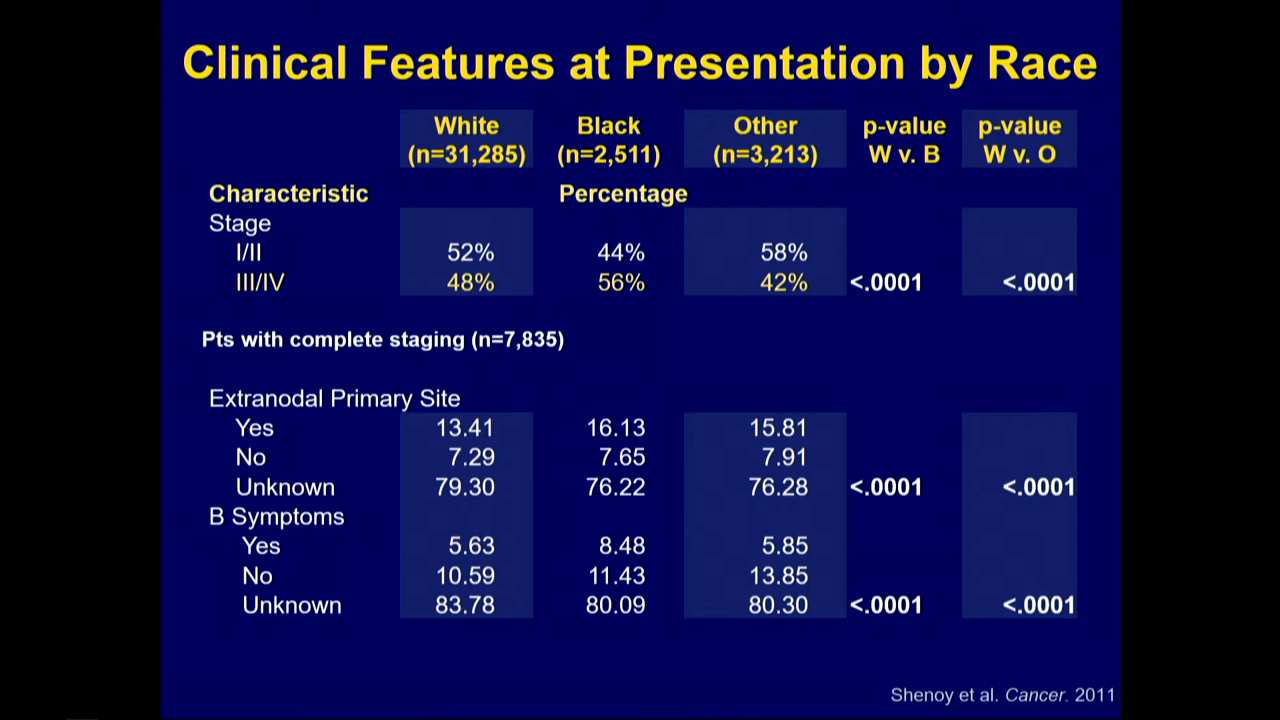 Clinical Features at Presentation by Race
White Black Other p-value p-value
(n=31,285) (n=2,511) (n=3,213) W v. B W v. O
Characteristic Percentage
Stage
I/II 52% 44% 58%
III/IV 48% 56% 42% <.0001 <.0001
Pts with complete staging (n=7,835)
Extranodal Primary Site
Yes 13.41 16.13 15.81
No 7.29 7.65 7.91
Unknown 79.30 76.22 76.28 <.0001 <.0001
B Symptoms
Yes 5.63 8.48 5.85
No 10.59 11.43 13.85
Unknown 83.78 80.09 80.30 <.0001 <.0001
Shenoy et al. Cancer. 2011